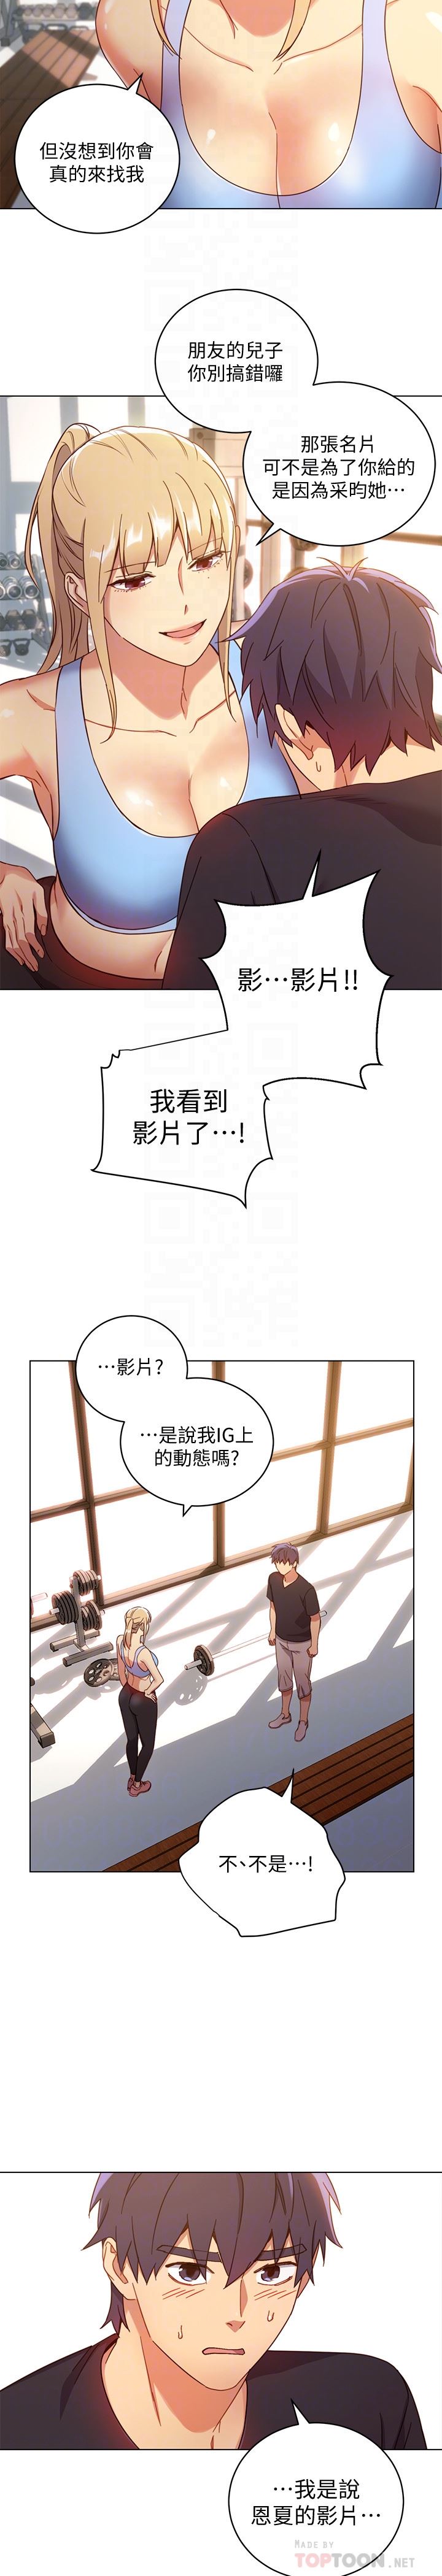 但沒想到你會
真的來找我
朋友的兒子
你別搞錯囉
那張名片
可不是為了你給的
是因為采昀她⋯
影⋯影片!!
我看到
影片了⋯!
⋯影片?
⋯是說我IG上
的動態嗎?
不、不是⋯!
⋯我是說
恩夏的影片⋯
MADE BY
TOPTOON.NET